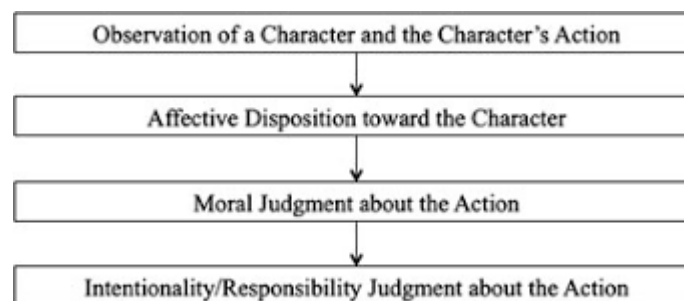 Observation of a Character and the Character's Action
Affective Disposition toward the Character
Moral Judgment about the Action
Intentionality/Responsibility Judgment about the Action